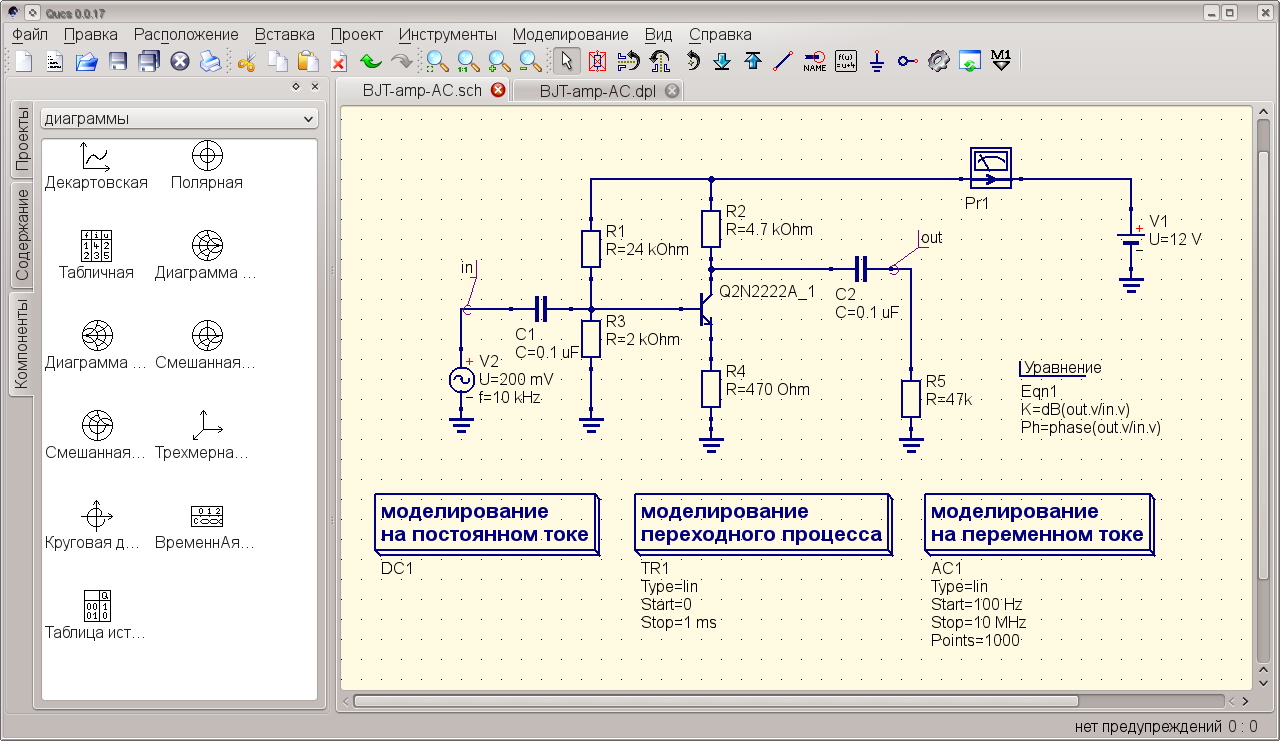 Qucs 0.0.17
Файл Правка Расположение Вставка Проект Инструменты Моделирование Вид Справка
NAME
M1
BJT-amp-AC.sch
BJT-amp-AC.dpl
Проекты
Содержание
Компоненты
диаграммы
Декартовская
Полярная
Табличная
Диаграмма ...
Диаграмма ...
Смешанная...
Смешанная...
Трехмерна...
Круговая д...
ВременнАя...
Таблица ист...
Pr1
R2
R=4.7 kOhm
R1
R=24 kOhm
V1
U=12 V
out
in
Q2N2222A_1
C2
C=0.1 uF
C1
C=0.1 uF
R3
R=2 kOhm
V2
U=200 mV
f=10 kHz
R4
R=470 Ohm
R5
R=47k
Уравнение
Eqn1
K=dB(out.v/in.v)
Ph=phase(out.v/in.v)
моделирование
на постоянном токе
DC1
моделирование
переходного процесса
TR1
Type=lin
Start=0
Stop=1 ms
моделирование
на переменном токе
AC1
Type=lin
Start=100 Hz
Stop=10 MHz
Points=1000
нет предупреждений 0 : 0